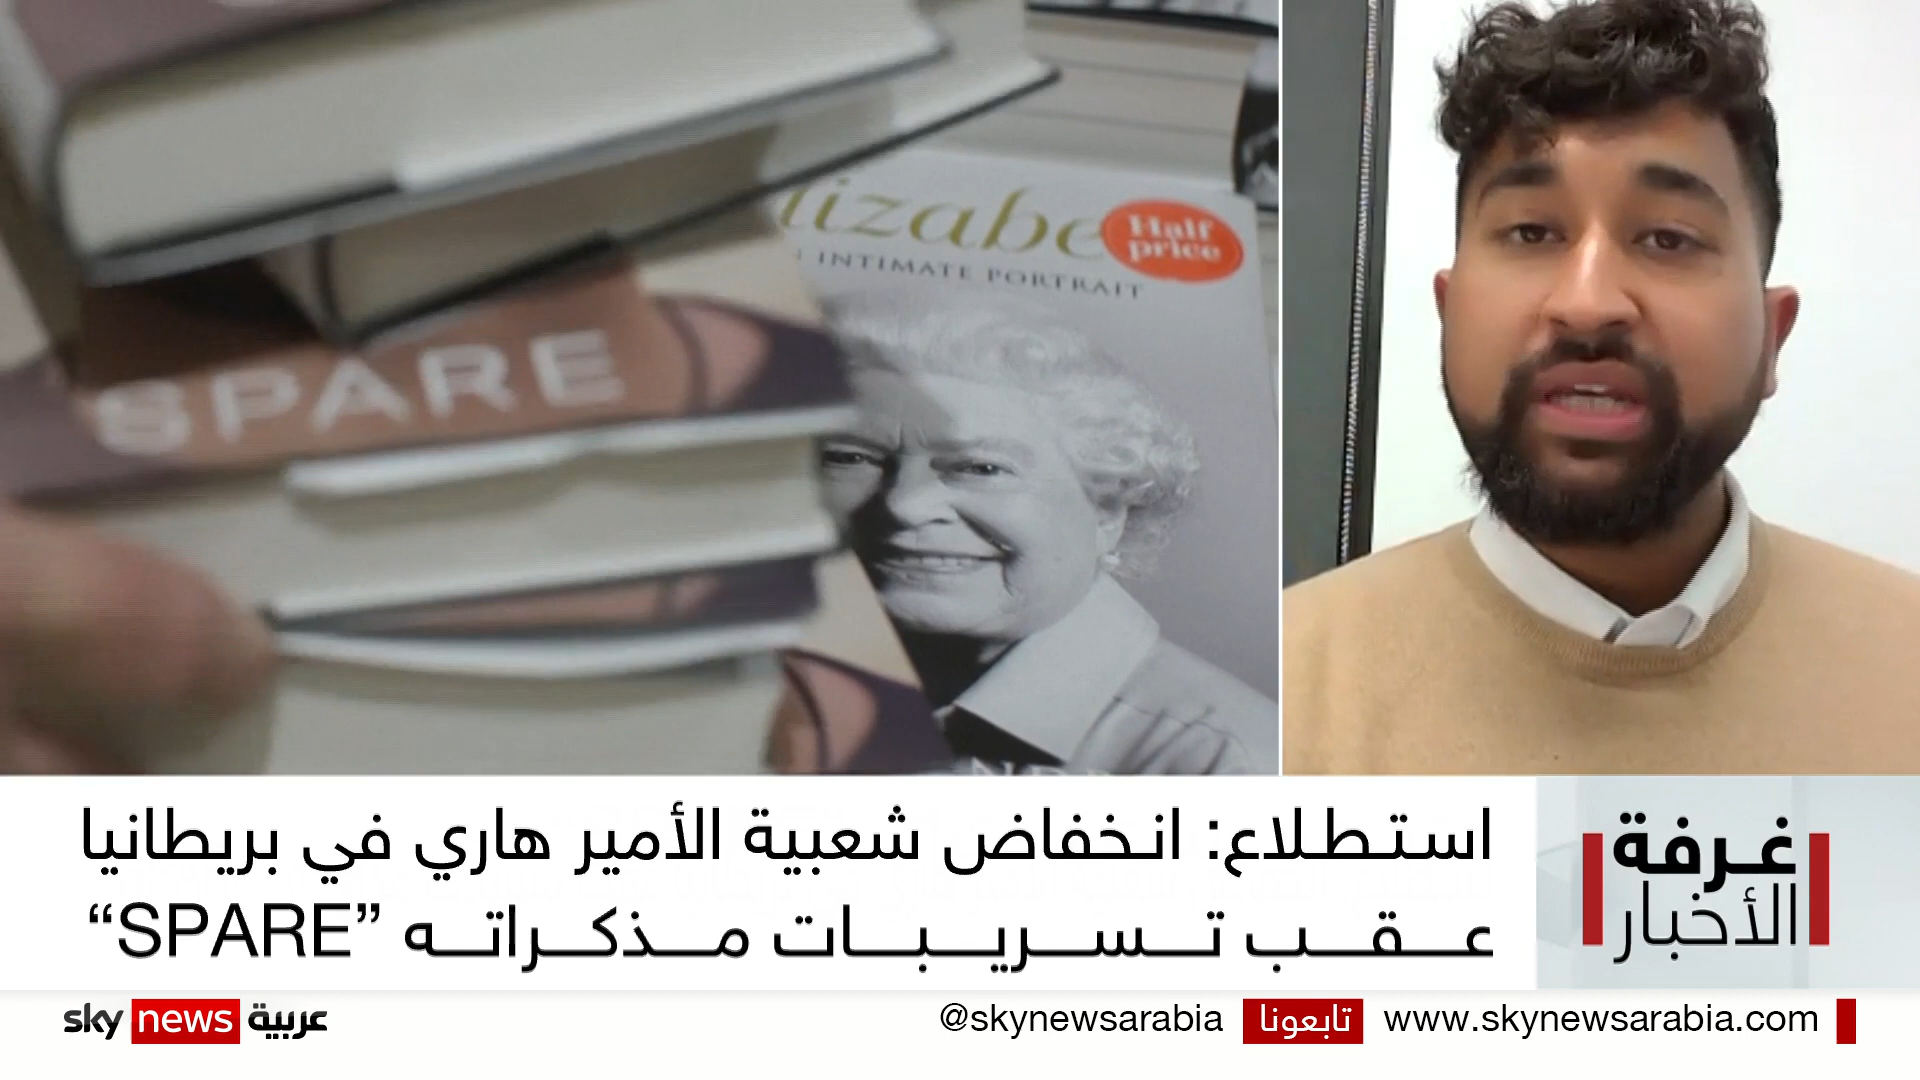 SPARE
lizabe
Half
price
INTIMATE PORTRAIT
استطلاع: انخفاض شعبية الأمير هاري في بريطانيا
عقب تسريبات مذكراته “SPARE”
غرفة
الأخبار
sky news عربية
@skynewsarabia تابعونا www.skynewsarabia.com